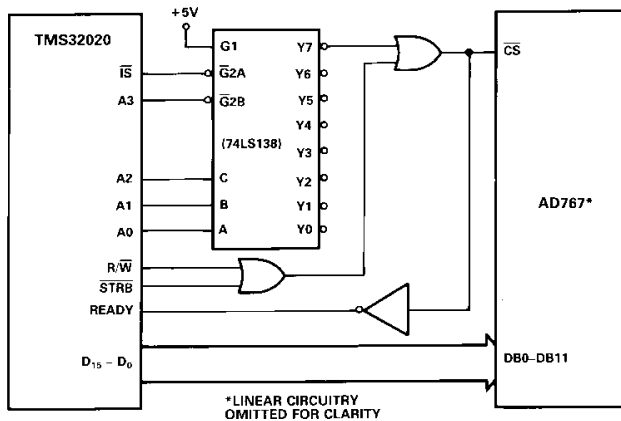 +5V
TMS32020
G1
Y7
CS
IS
G2A
Y6
A3
G2B
Y5
Y4
(74LS138)
Y3
A2
C
Y2
AD767*
A1
B
Y1
A0
A
Y0
R/W
STRB
READY
D15 – D0
DB0–DB11
*LINEAR CIRCUITRY
OMITTED FOR CLARITY